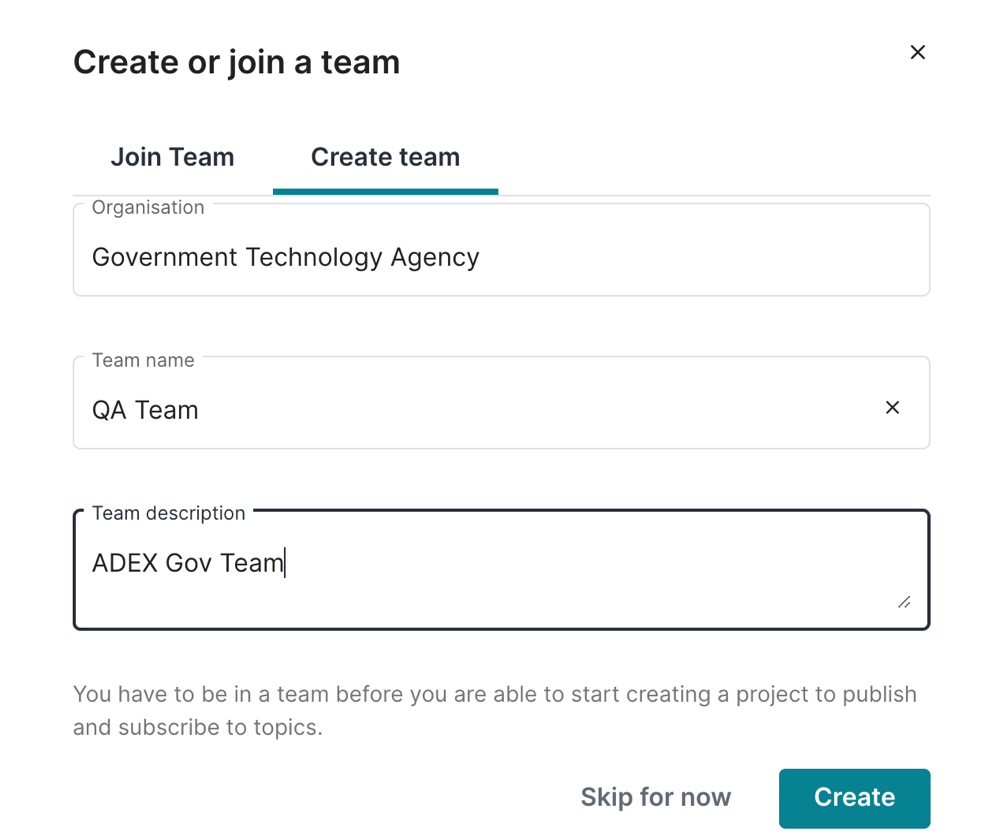 Create or join a team
Join Team
Create team
Organisation
Government Technology Agency
Team name
QA Team
Team description
ADEX Gov Team
You have to be in a team before you are able to start creating a project to publish
and subscribe to topics.
Skip for now
Create